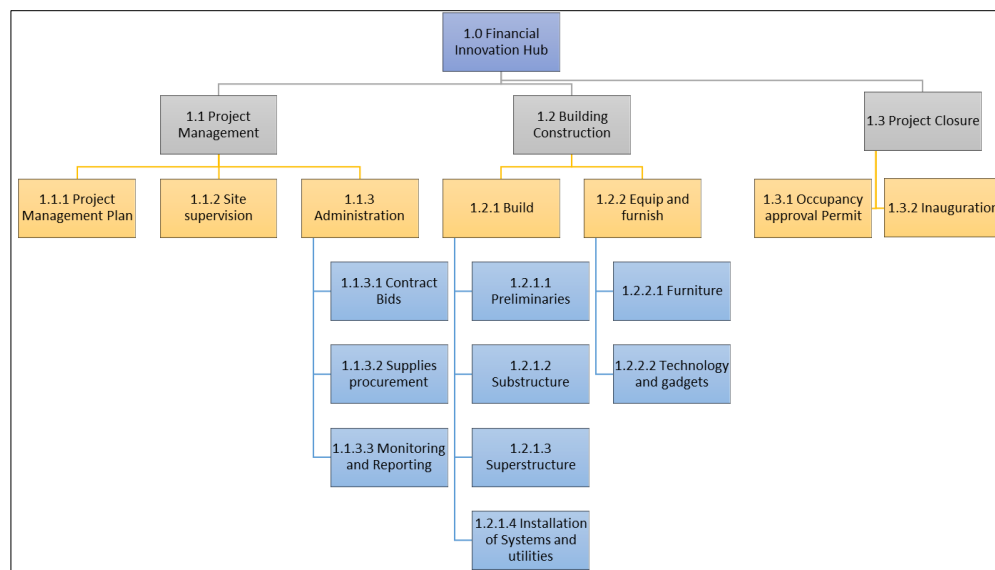 1.0 Financial
Innovation Hub
1.1 Project
Management
1.2 Building
Construction
1.3 Project Closure
1.1.1 Project
Management Plan
1.1.2 Site
supervision
1.1.3
Administration
1.2.1 Build
1.2.2 Equip and
furnish
1.3.1 Occupancy
approval Permit
1.3.2 Inauguration
1.1.3.1 Contract
Bids
1.2.1.1
Preliminaries
1.2.2.1 Furniture
1.1.3.2 Supplies
procurement
1.2.1.2
Substructure
1.2.2.2 Technology
and gadgets
1.1.3.3 Monitoring
and Reporting
1.2.1.3
Superstructure
1.2.1.4 Installation
of Systems and
utilities